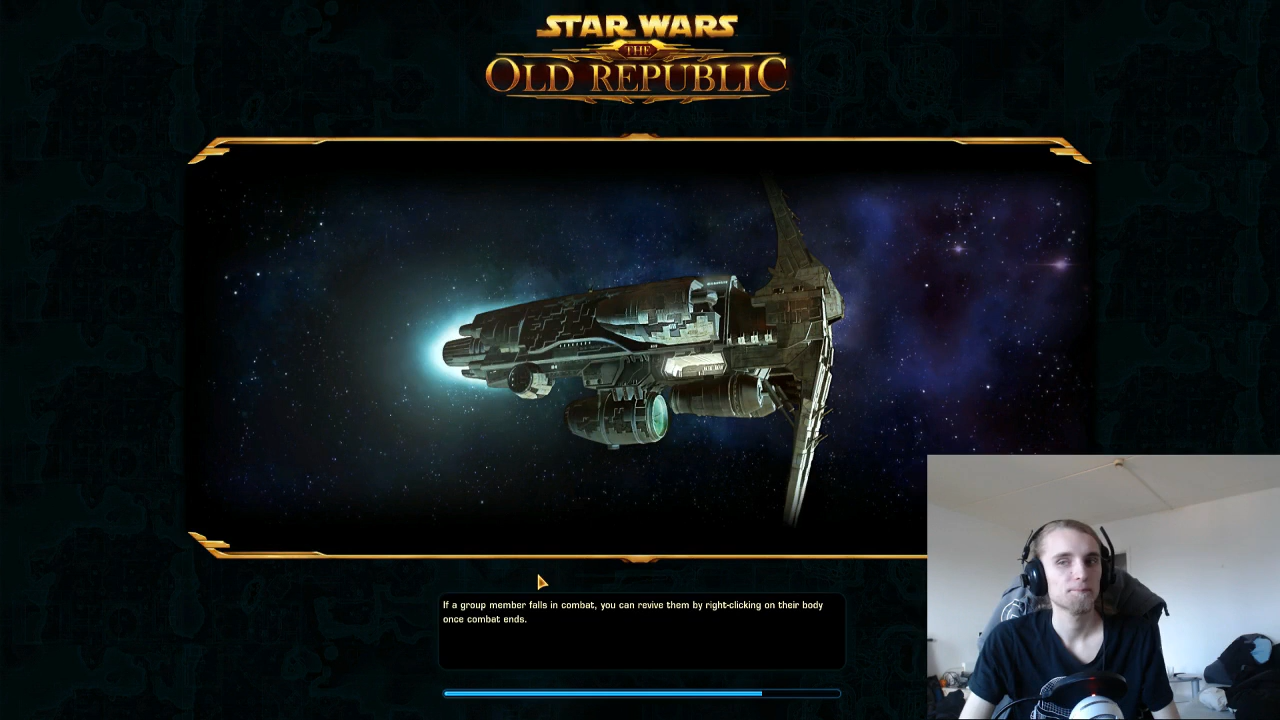 STAR WARS
THE
OLD REPUBLIC
If a group member falls in combat, you can revive them by right-clicking on their body
once combat ends.